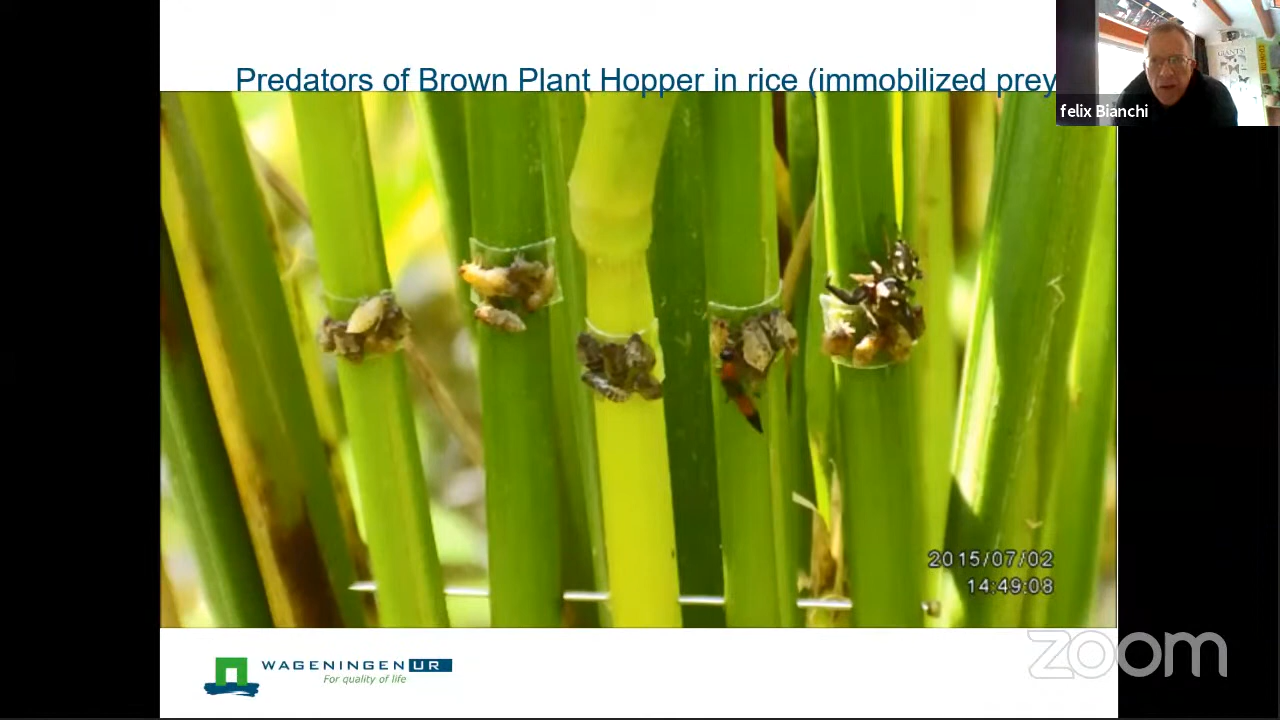 Predators of Brown Plant Hopper in rice (immobilized prey
felix Bianchi
2015/07/02
14:49:08
WAGENINGEN UR
For quality of life
zoom